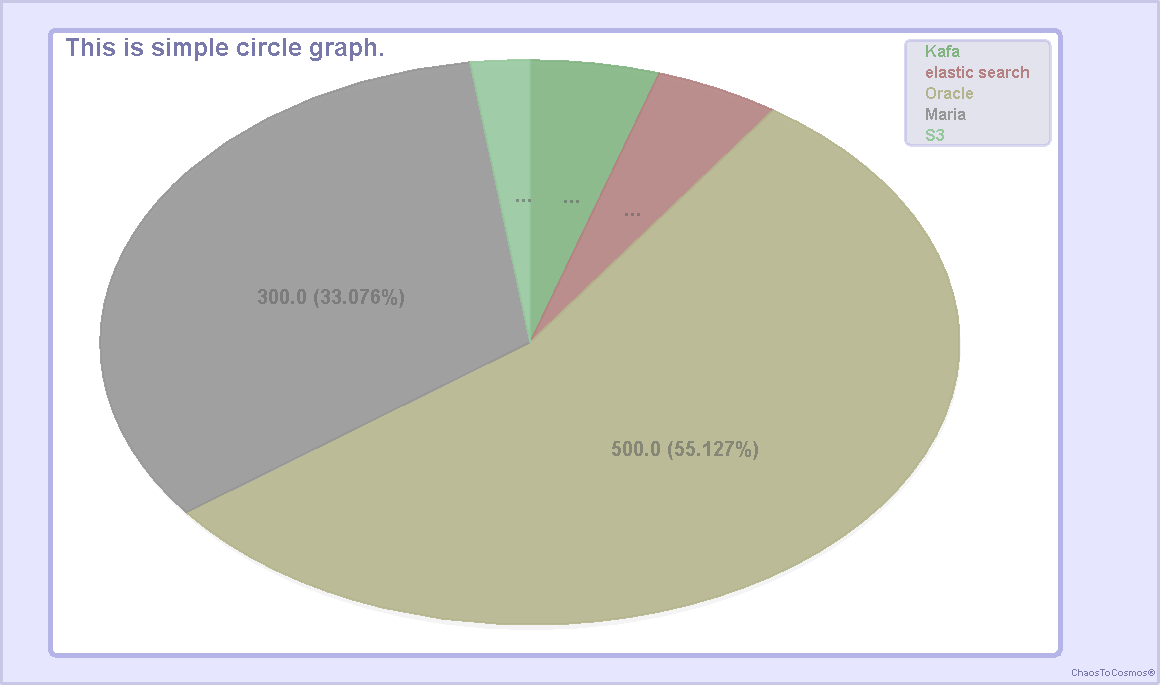 This is simple circle graph.
Kafa
elastic search
Oracle
Maria
S3
... ... ...
300.0 (33.076%)
500.0 (55.127%)
ChaosToCosmos®